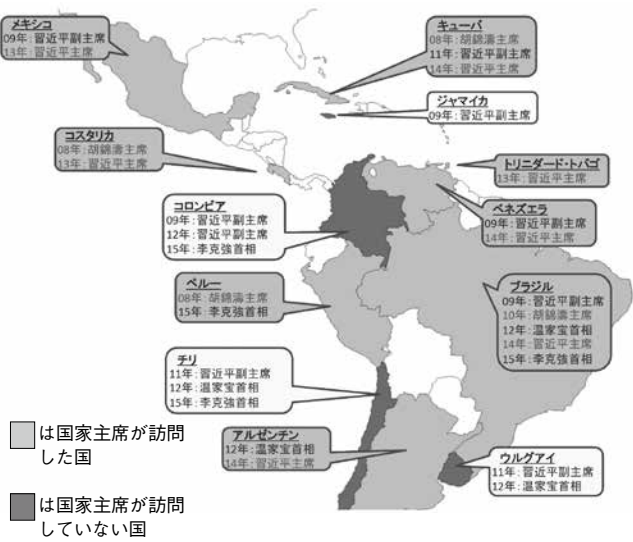 メキシコ
09年：習近平副主席
13年：習近平主席
キューバ
08年：胡錦濤主席
11年：習近平副主席
14年：習近平主席
ジャマイカ
09年：習近平副主席
コスタリカ
08年：胡錦濤主席
13年：習近平主席
トリニダード・トバゴ
13年：習近平主席
コロンビア
09年：習近平副主席
12年：習近平副主席
15年：李克強首相
ベネズエラ
09年：習近平副主席
14年：習近平主席
ペルー
08年：胡錦濤主席
15年：李克強首相
ブラジル
09年：習近平副主席
10年：胡錦濤主席
12年：温家宝首相
14年：習近平主席
15年：李克強首相
チリ
11年：習近平副主席
12年：温家宝首相
15年：李克強首相
アルゼンチン
12年：温家宝首相
14年：習近平主席
ウルグアイ
11年：習近平副主席
12年：温家宝首相
は国家主席が訪問
した国
は国家主席が訪問
していない国